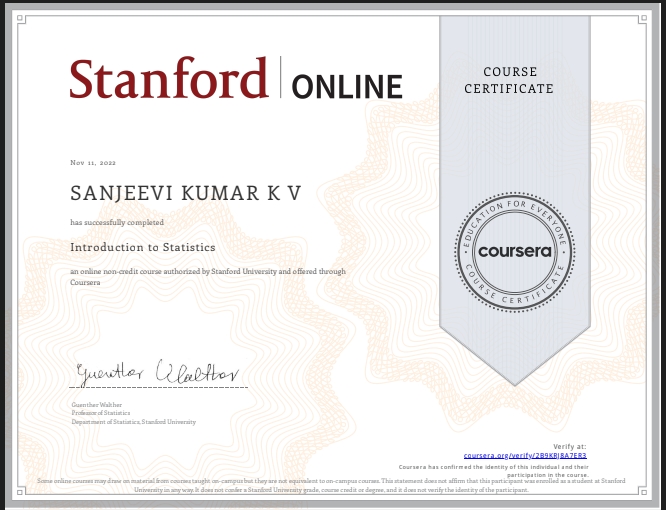 Stanford | ONLINE
COURSE
CERTIFICATE
Nov 11, 2022
SANJEEVI KUMAR K V
has successfully completed
Introduction to Statistics
an online non-credit course authorized by Stanford University and offered through
Coursera
EDUCATION FOR EVERYONE
coursera
COURSE CERTIFICATE
Guenther Walther
Guenther Walther
Professor of Statistics
Department of Statistics, Stanford University
Verify at:
coursera.org/verify/2B9KRJ8A7ER3
Coursera has confirmed the identity of this individual and their
participation in the course.
Some online courses may draw on material from courses taught on-campus but they are not equivalent to on-campus courses. This statement does not affirm that this participant was enrolled as a student at Stanford
University in any way. It does not confer a Stanford University grade, course credit or degree, and it does not verify the identity of the participant.